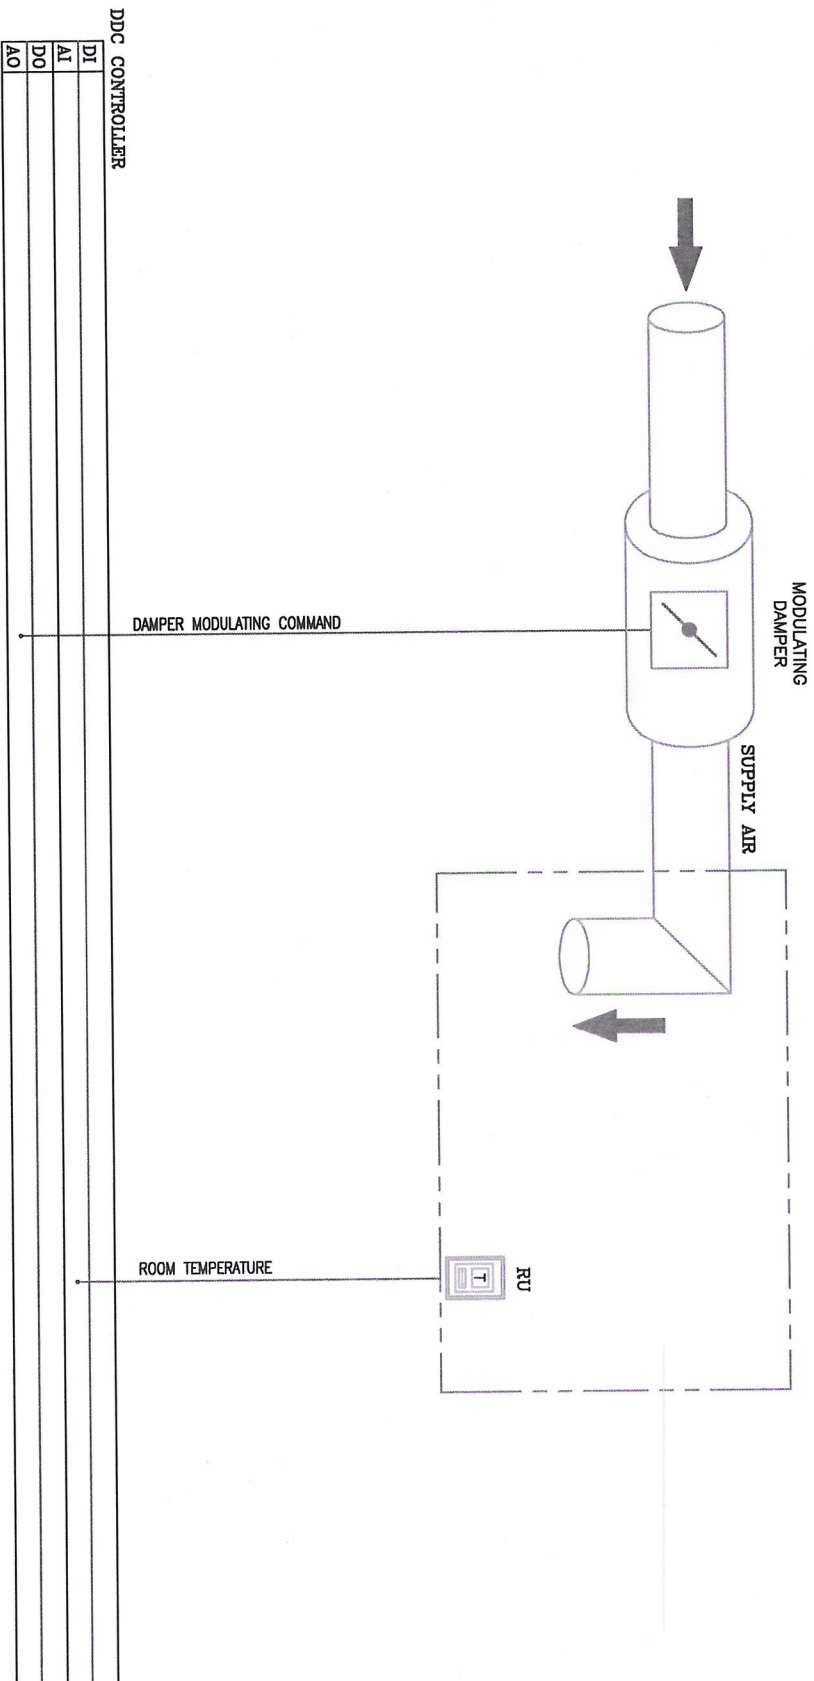 MODULATING
DAMPER
SUPPLY AIR
RU
T
DAMPER MODULATING COMMAND
ROOM TEMPERATURE
DDC CONTROLLER
DI
AI
DO
AO